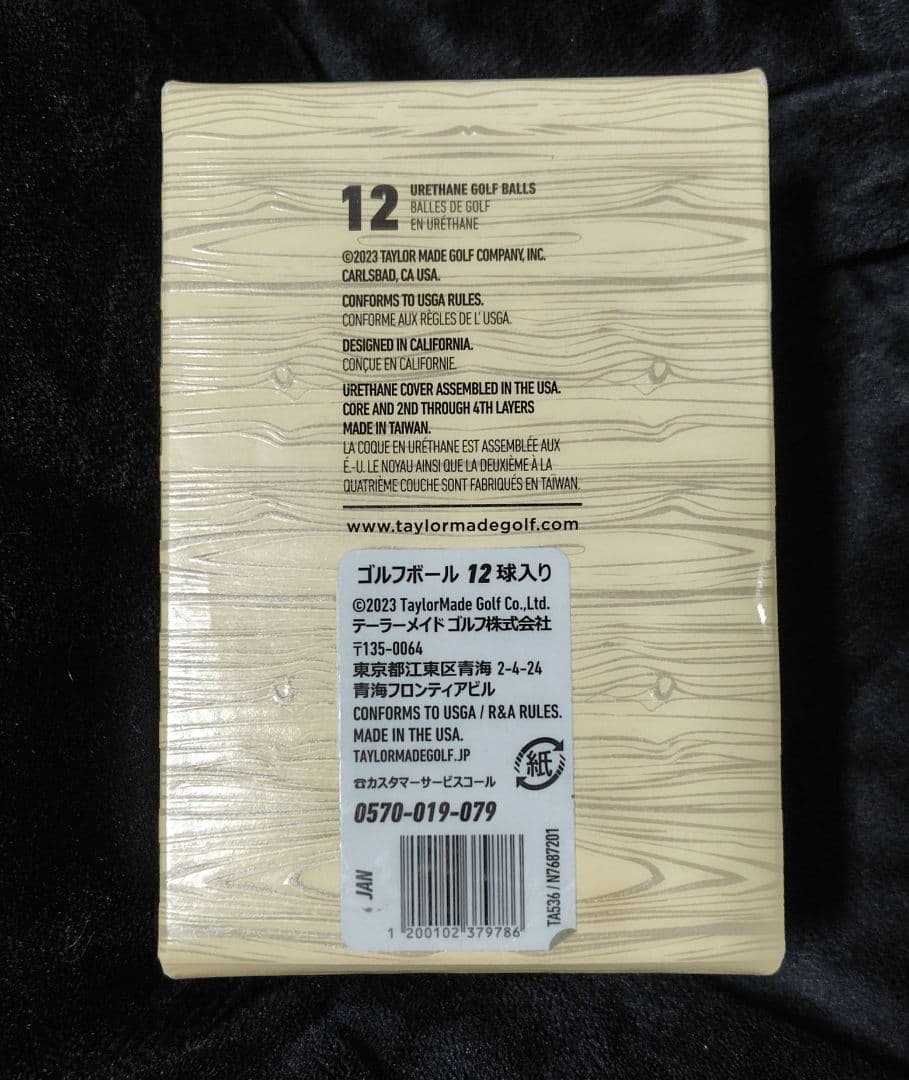 12 URETHANE GOLF BALLS
BALLES DE GOLF
EN URÉTHANE
©2023 TAYLOR MADE GOLF COMPANY, INC.
CARLSBAD, CA USA.
CONFORMS TO USGA RULES.
CONFORME AUX RÈGLES DE L' USGA.
DESIGNED IN CALIFORNIA.
CONÇUE EN CALIFORNIE.
URETHANE COVER ASSEMBLED IN THE USA.
CORE AND 2ND THROUGH 4TH LAYERS
MADE IN TAIWAN.
LA COQUE EN URÉTHANE EST ASSEMBLÉE AUX
É.-U. LE NOYAU AINSI QUE LA DEUXIÈME À LA
QUATRIÈME COUCHE SONT FABRIQUÉS EN TAÏWAN.
www.taylormadegolf.com
ゴルフボール 12 球入り
©2023 TaylorMade Golf Co.,Ltd.
テーラーメイド ゴルフ株式会社
〒135-0064
東京都江東区青海 2-4-24
青海フロンティアビル
CONFORMS TO USGA / R&A RULES.
MADE IN THE USA.
TAYLORMADEGOLF.JP
紙
☎カスタマーサービスコール
0570-019-079
JAN
1 200102 379786
TA536 / N7687201